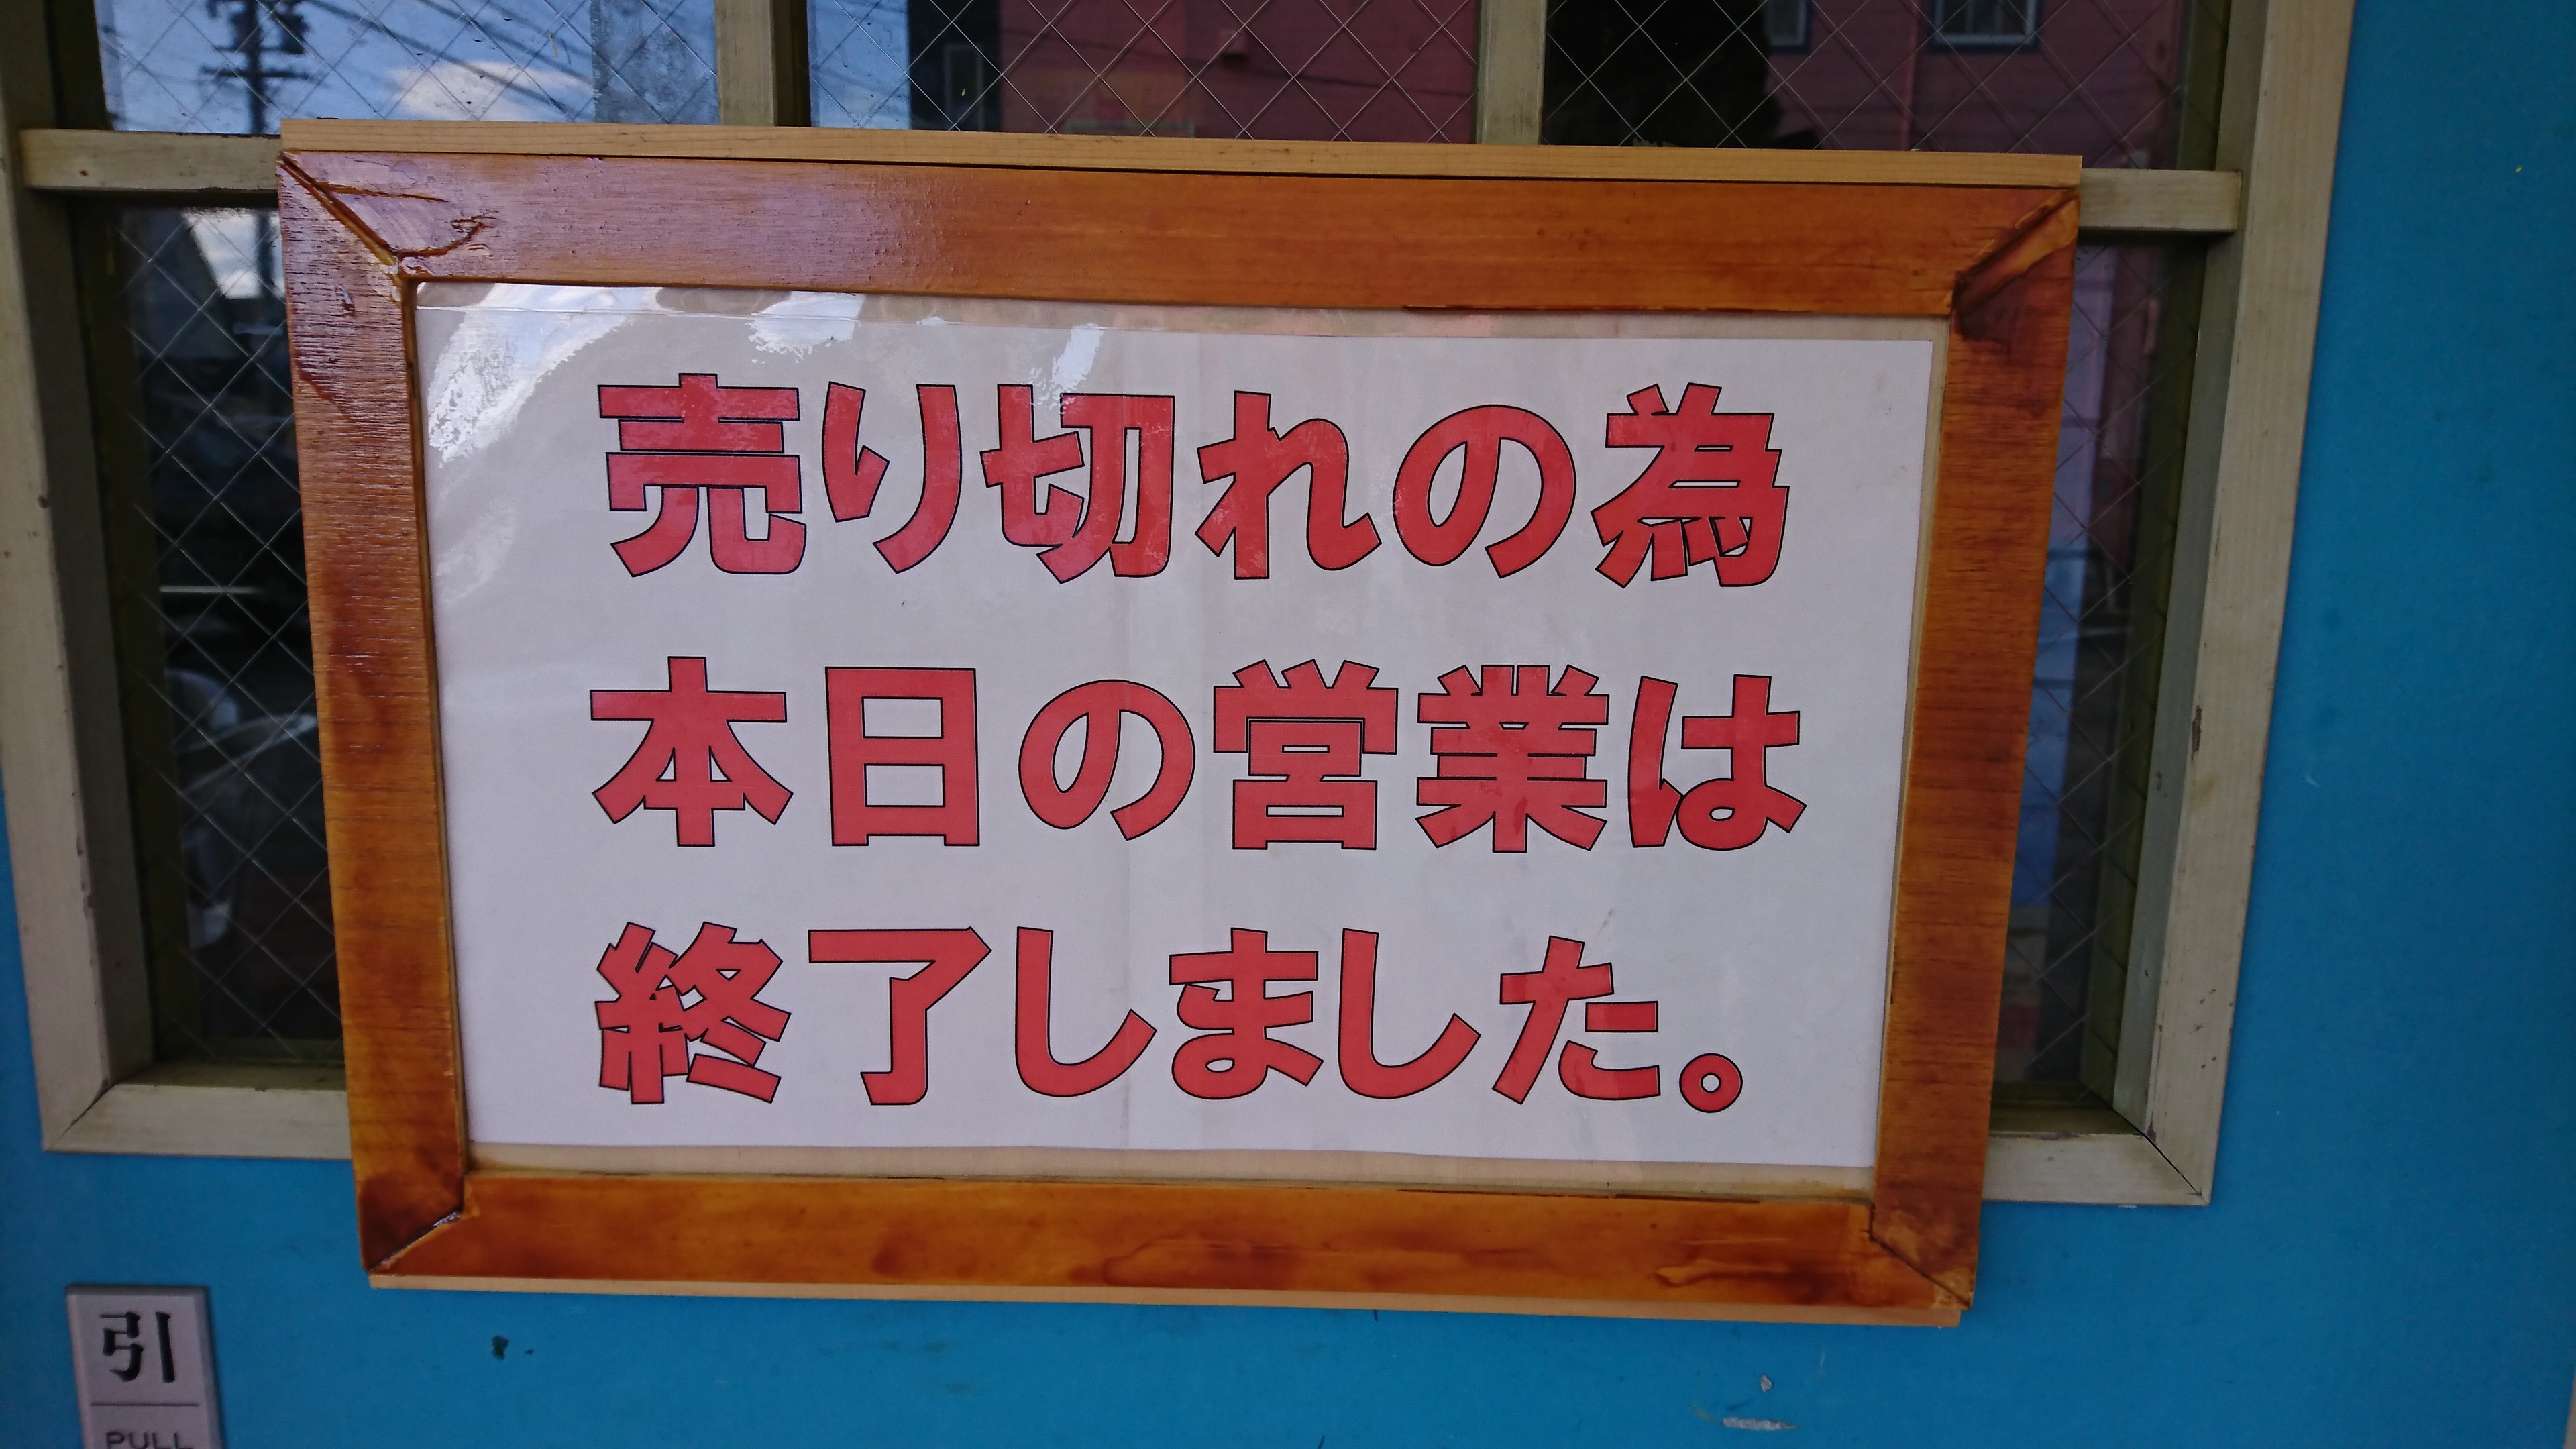 売り切れの為
本日の営業は
終了しました。
引
PULL